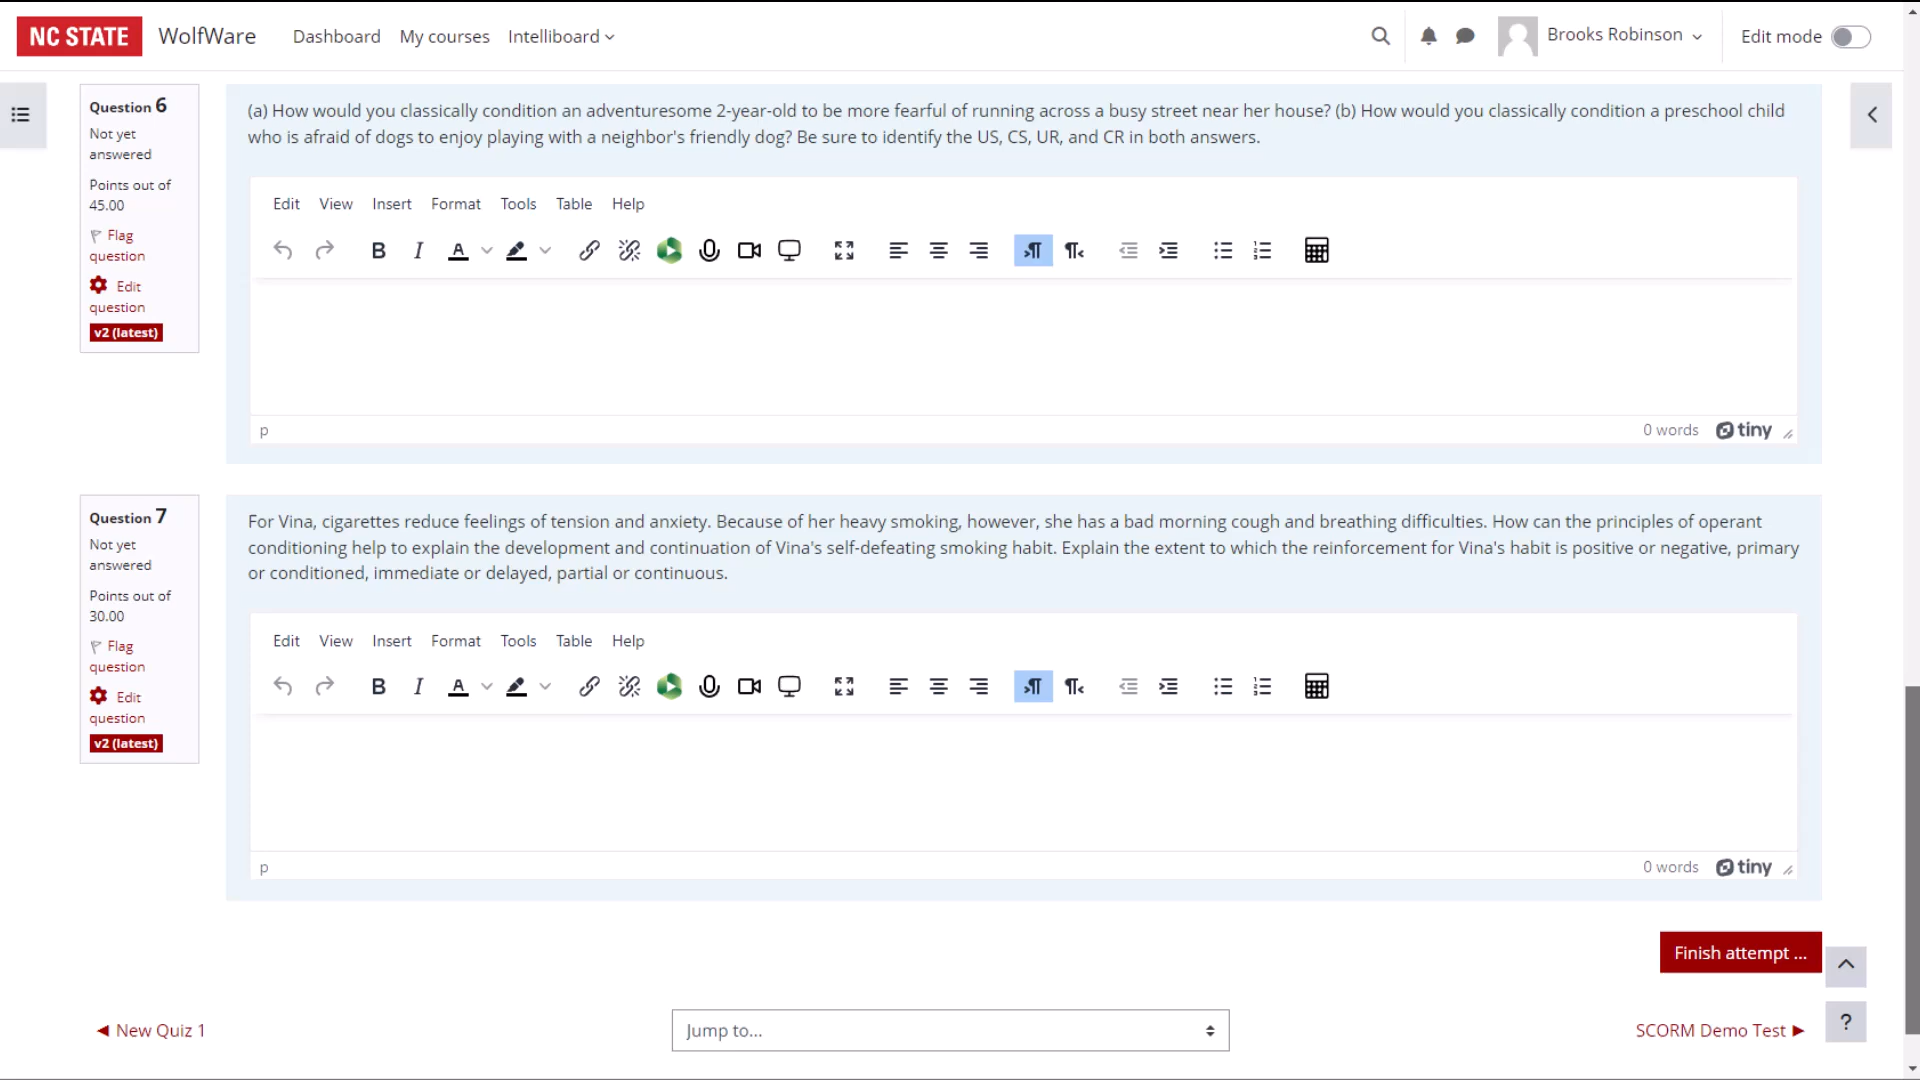 NC STATE WolfWare Dashboard My courses Intelliboard Brooks Robinson Edit mode
Question 6
Not yet
answered
Points out of
45.00
Flag
question
Edit
question
v2 (latest)
(a) How would you classically condition an adventuresome 2-year-old to be more fearful of running across a busy street near her house? (b) How would you classically condition a preschool child
who is afraid of dogs to enjoy playing with a neighbor's friendly dog? Be sure to identify the US, CS, UR, and CR in both answers.
Edit View Insert Format Tools Table Help
p 0 words tiny
Question 7
Not yet
answered
Points out of
30.00
Flag
question
Edit
question
v2 (latest)
For Vina, cigarettes reduce feelings of tension and anxiety. Because of her heavy smoking, however, she has a bad morning cough and breathing difficulties. How can the principles of operant
conditioning help to explain the development and continuation of Vina's self-defeating smoking habit. Explain the extent to which the reinforcement for Vina's habit is positive or negative, primary
or conditioned, immediate or delayed, partial or continuous.
Edit View Insert Format Tools Table Help
p 0 words tiny
Finish attempt ...
◀ New Quiz 1 Jump to... SCORM Demo Test ▶ ?